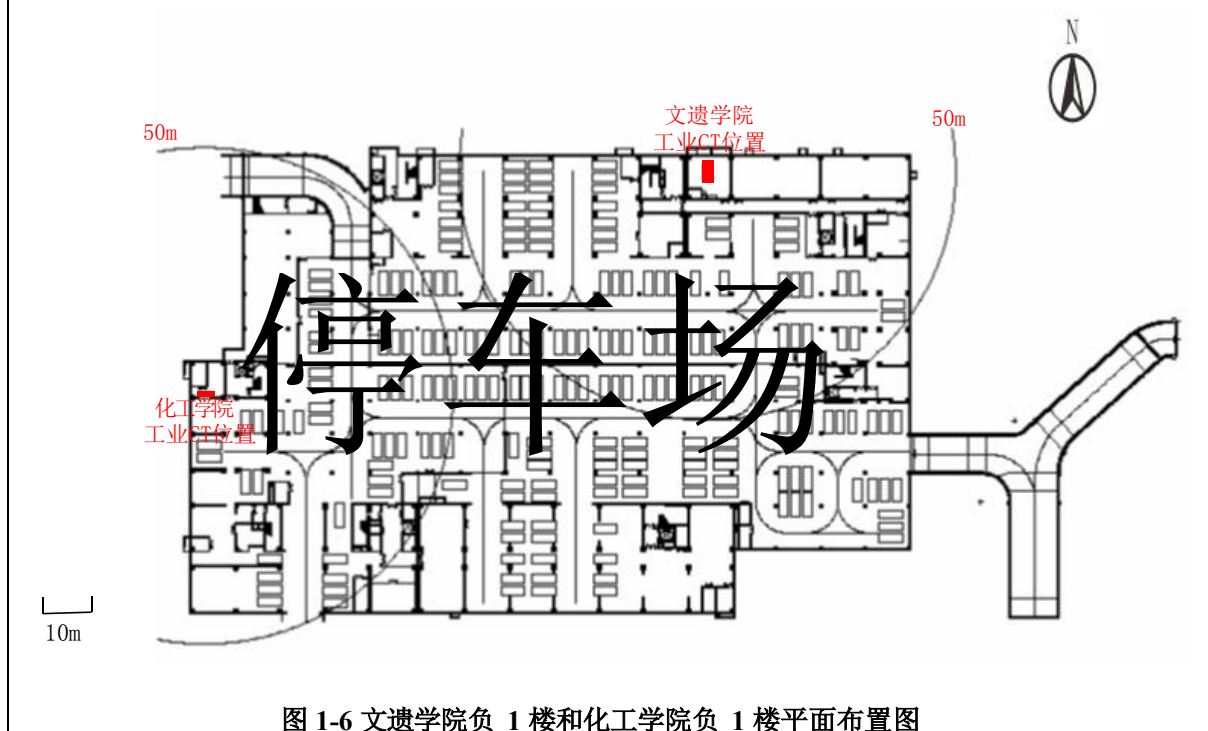 N
文遗学院
工业CT位置
50m
50m
停车场
化工学院
工业CT位置
10m
图 1-6 文遗学院负 1 楼和化工学院负 1 楼平面布置图